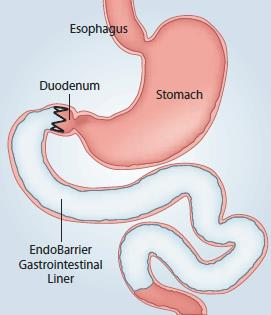 Esophagus
Duodenum
Stomach
EndoBarrier
Gastrointestinal
Liner